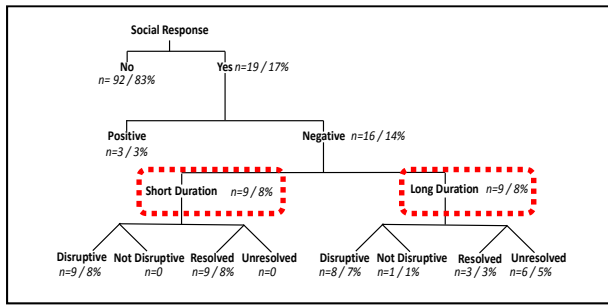 Social Response
No
Yes n=19 / 17%
n= 92 / 83%
Positive
Negative n=16 / 14%
n=3 / 3%
Short Duration n=9 / 8%
Long Duration n=9 / 8%
Disruptive Not Disruptive Resolved Unresolved
n=9 / 8% n=0 n=9 / 8% n=0
Disruptive Not Disruptive Resolved Unresolved
n=8 / 7% n=1 / 1% n=3 / 3% n=6 / 5%